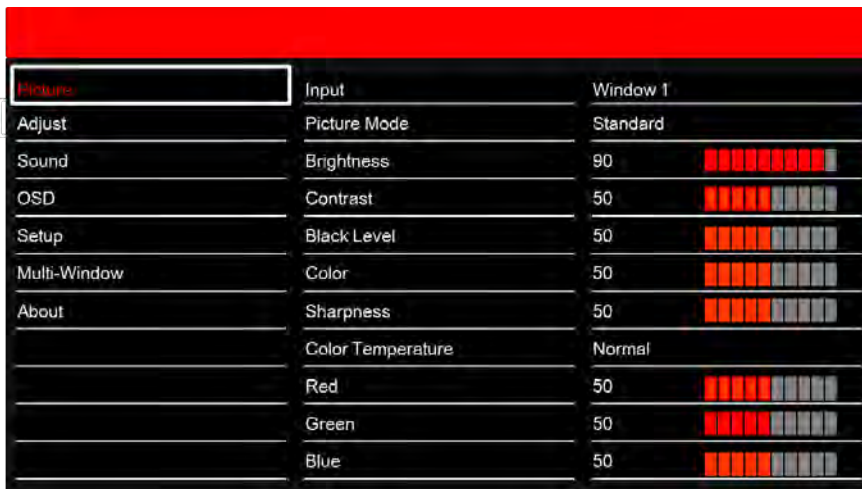 Picture Input Window 1
Adjust Picture Mode Standard
Sound Brightness 90
OSD Contrast 50
Setup Black Level 50
Multi-Window Color 50
About Sharpness 50
Color Temperature Normal
Red 50
Green 50
Blue 50